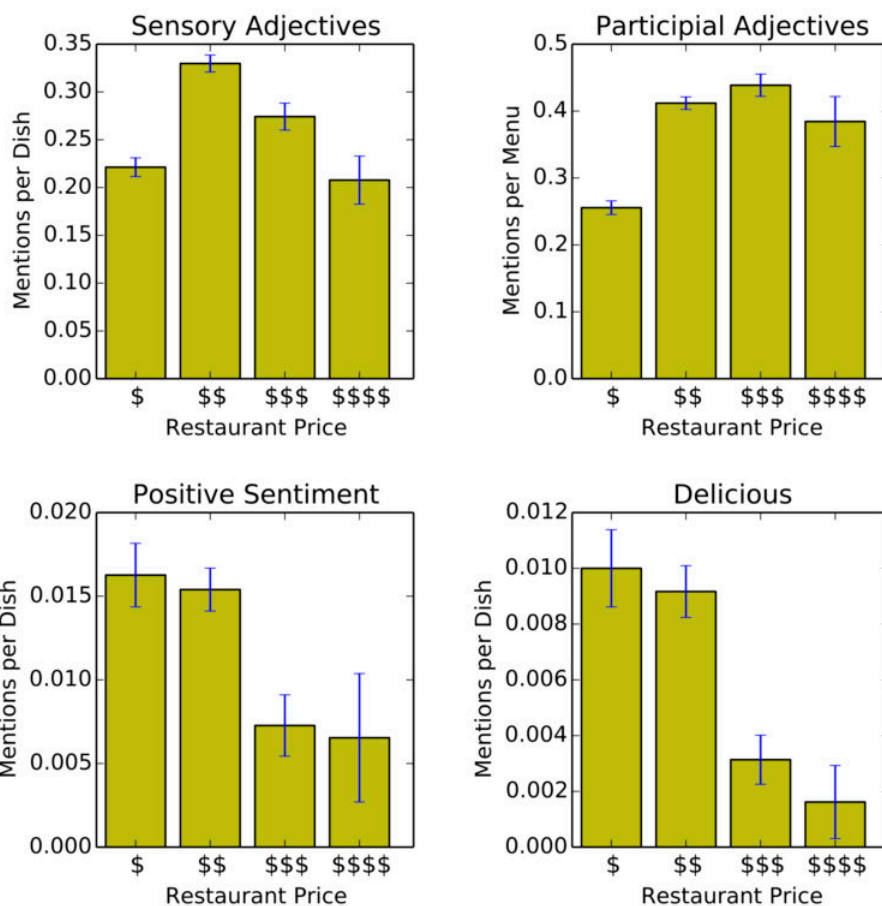 Sensory Adjectives
Mentions per Dish
0.35
0.30
0.25
0.20
0.15
0.10
0.05
0.00
$ $$ $$$ $$$$
Restaurant Price
Participial Adjectives
Mentions per Menu
0.5
0.4
0.3
0.2
0.1
0.0
$ $$ $$$ $$$$
Restaurant Price
Positive Sentiment
Mentions per Dish
0.020
0.015
0.010
0.005
0.000
$ $$ $$$ $$$$
Restaurant Price
Delicious
Mentions per Dish
0.012
0.010
0.008
0.006
0.004
0.002
0.000
$ $$ $$$ $$$$
Restaurant Price